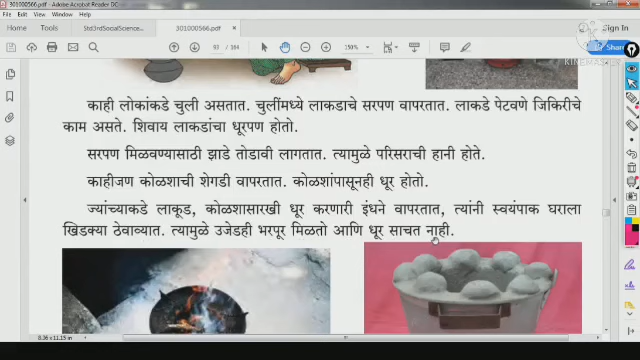 301000566.pdf - Adobe Acrobat Reader DC
File Edit View Window Help
Home Tools Std3rdSocialScience... 301000566.pdf × Sign In
93 / 164 150% Share
KINEMASTER
काही लोकांकडे चुली असतात. चुलींमध्ये लाकडाचे सरपण वापरतात. लाकडे पेटवणे जिकिरीचे
काम असते. शिवाय लाकडांचा धूरपण होतो.
सरपण मिळवण्यासाठी झाडे तोडावी लागतात. त्यामुळे परिसराची हानी होते.
काहीजण कोळशाची शेगडी वापरतात. कोळशांपासूनही धूर होतो.
ज्यांच्याकडे लाकूड, कोळशासारखी धूर करणारी इंधने वापरतात, त्यांनी स्वयंपाक घराला
खिडक्या ठेवाव्यात. त्यामुळे उजेडही भरपूर मिळतो आणि धूर साचत नाही.
8.26 x 11.15 in